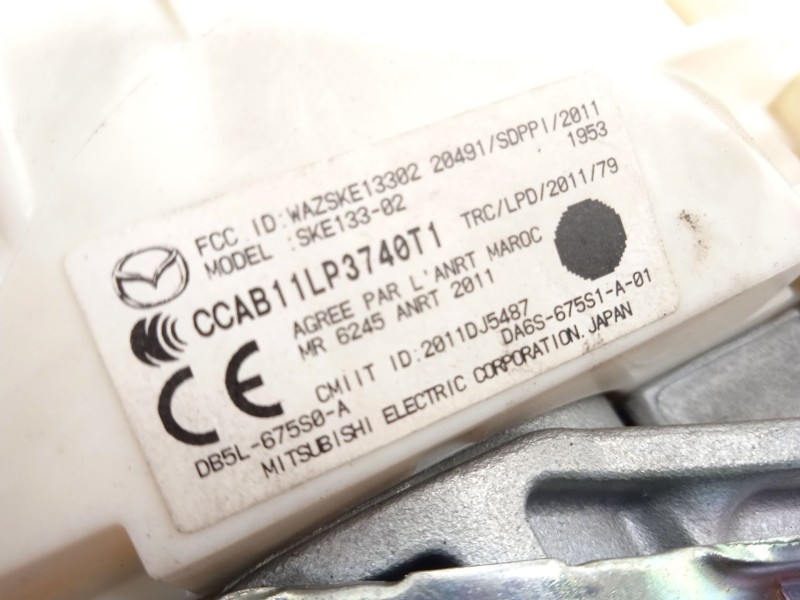 FCC ID:WAZSKE13302 20491/SDPPI/2011
MODEL :SKE133-02 1953
CCAB11LP3740T1 TRC/LPD/2011/79
AGREE PAR L'ANRT MAROC
MR 6245 ANRT 2011
CE CMIIT ID:2011DJ5487
DB5L-675S0-A DA6S-675S1-A-01
MITSUBISHI ELECTRIC CORPORATION.JAPAN